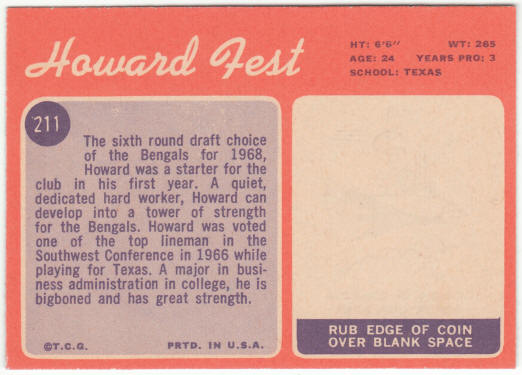 Howard Fest
HT: 6'6" WT: 265
AGE: 24 YEARS PRO: 3
SCHOOL: TEXAS
211
The sixth round draft choice
of the Bengals for 1968,
Howard was a starter for the
club in his first year. A quiet,
dedicated hard worker, Howard can
develop into a tower of strength
for the Bengals. Howard was voted
one of the top lineman in the
Southwest Conference in 1966 while
playing for Texas. A major in busi-
ness administration in college, he is
bigboned and has great strength.
©T.C.G. PRTD. IN U.S.A.
RUB EDGE OF COIN
OVER BLANK SPACE